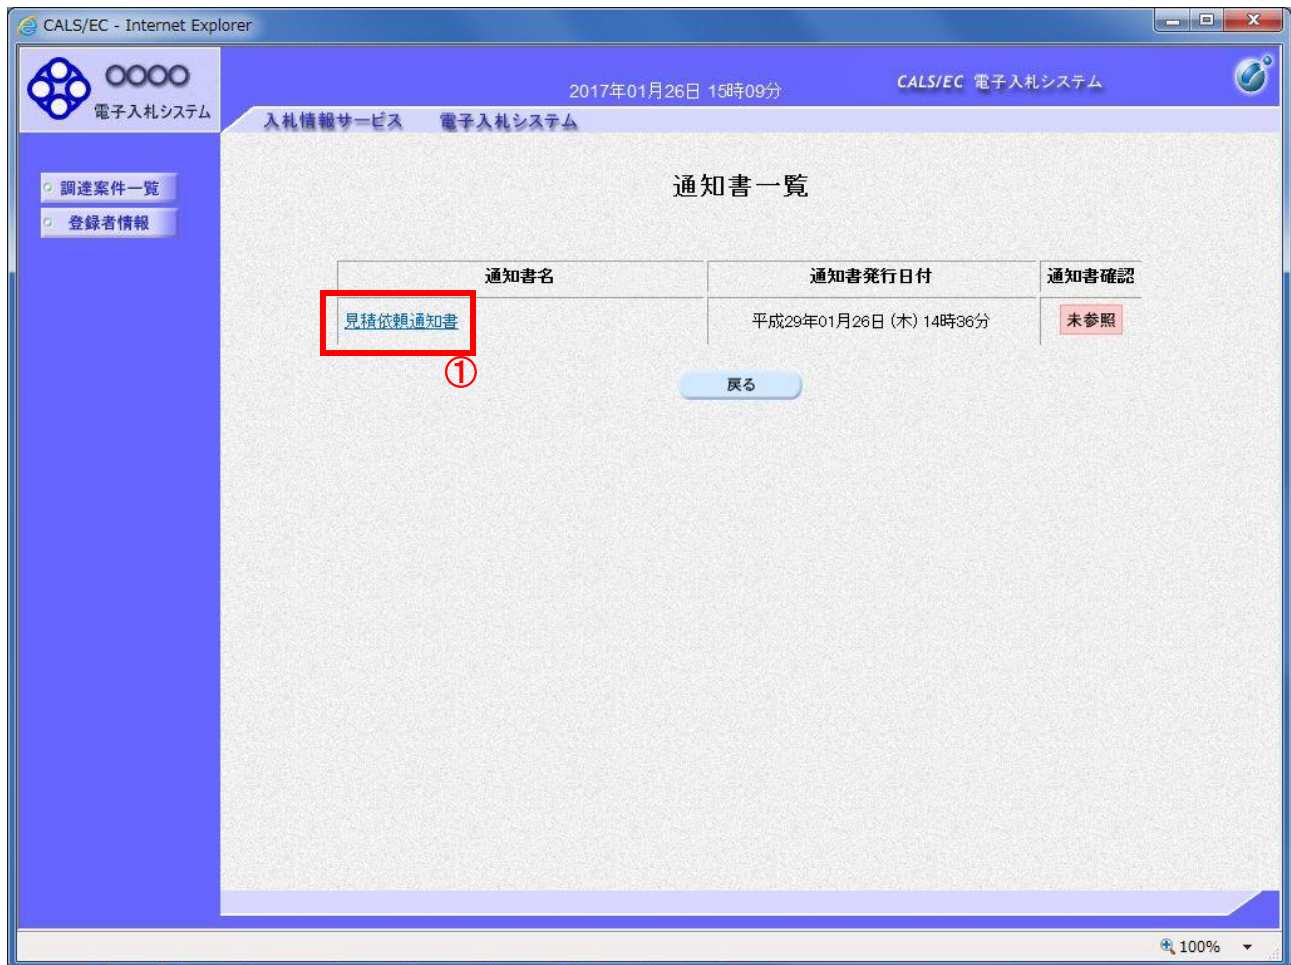 CALS/EC - Internet Explorer
〇〇〇〇
電子入札システム
2017年01月26日 15時09分
CALS/EC 電子入札システム
入札情報サービス 電子入札システム
調達案件一覧
登録者情報
通知書一覧
通知書名 通知書発行日付 通知書確認
見積依頼通知書 平成29年01月26日 (木) 14時36分 未参照
①
戻る
100%